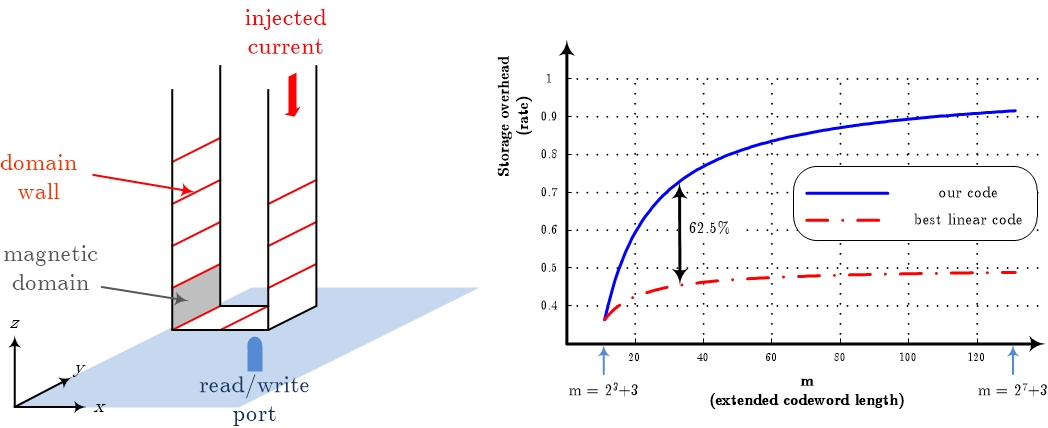 injected
current
domain
wall
magnetic
domain
z
y
x
read/write
port
Storage overhead
(rate)
1
0.9
0.8
0.7
0.6
0.5
0.4
62.5%
our code
best linear code
20
40
60
80
100
120
m = 2³+3
m
(extended codeword length)
m = 2⁷+3